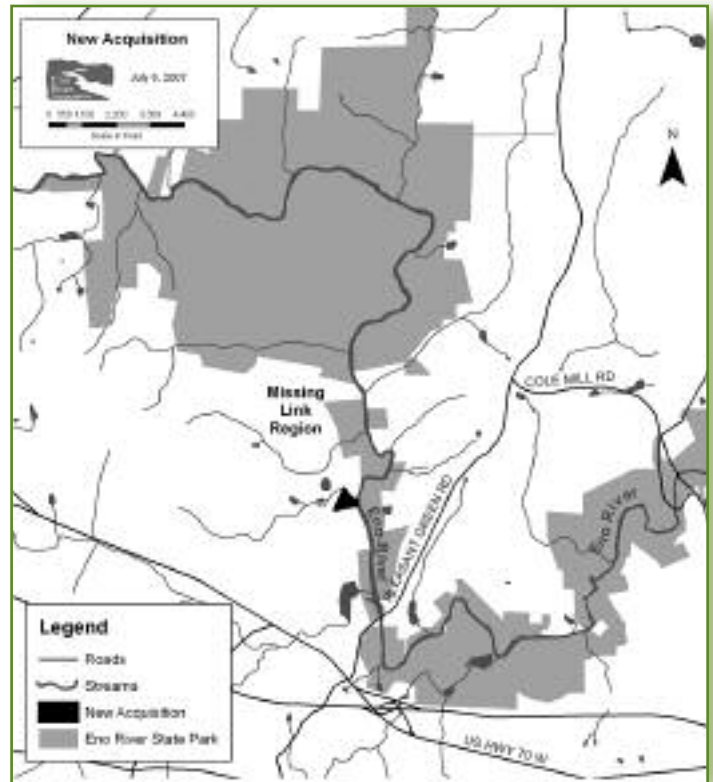 New Acquisition
July 9, 2007
Scale in Feet
N
COLE MILL RD
Missing
Link
Region
Eno River
PLEASANT GREEN RD
Eno River
Legend
Roads
Streams
New Acquisition
Eno River State Park
US HWY 70 W